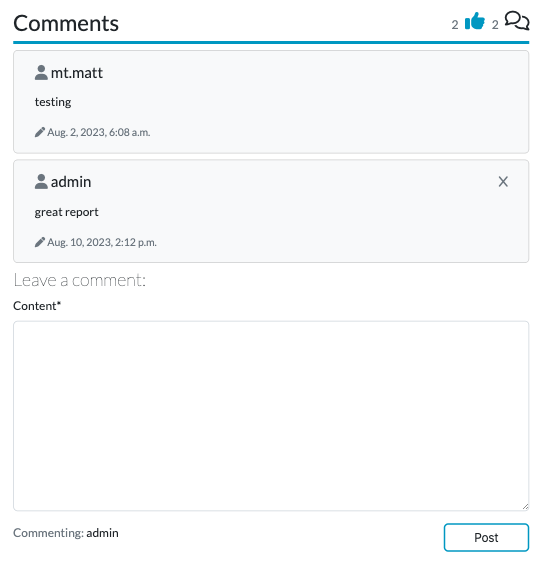 Comments 2 2
mt.matt
testing
Aug. 2, 2023, 6:08 a.m.
admin
great report
Aug. 10, 2023, 2:12 p.m.
Leave a comment:
Content*
Commenting: admin Post